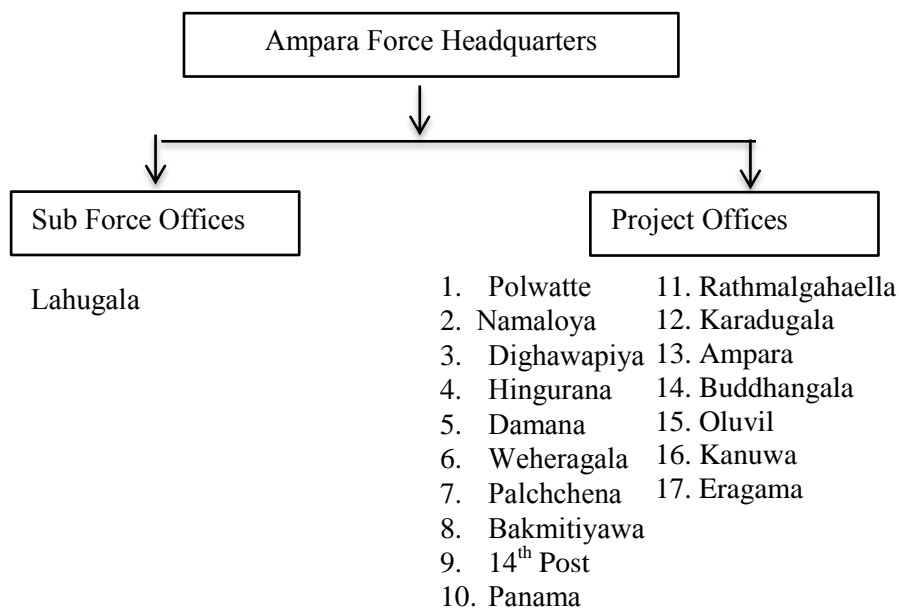 Ampara Force Headquarters
Sub Force Offices
Project Offices
Lahugala
1. Polwatte
2. Namaloya
3. Dighawapiya
4. Hingurana
5. Damana
6. Weheragala
7. Palchchena
8. Bakmitiyawa
9. 14th Post
10. Panama
11. Rathmalgahaella
12. Karadugala
13. Ampara
14. Buddhangala
15. Oluvil
16. Kanuwa
17. Eragama